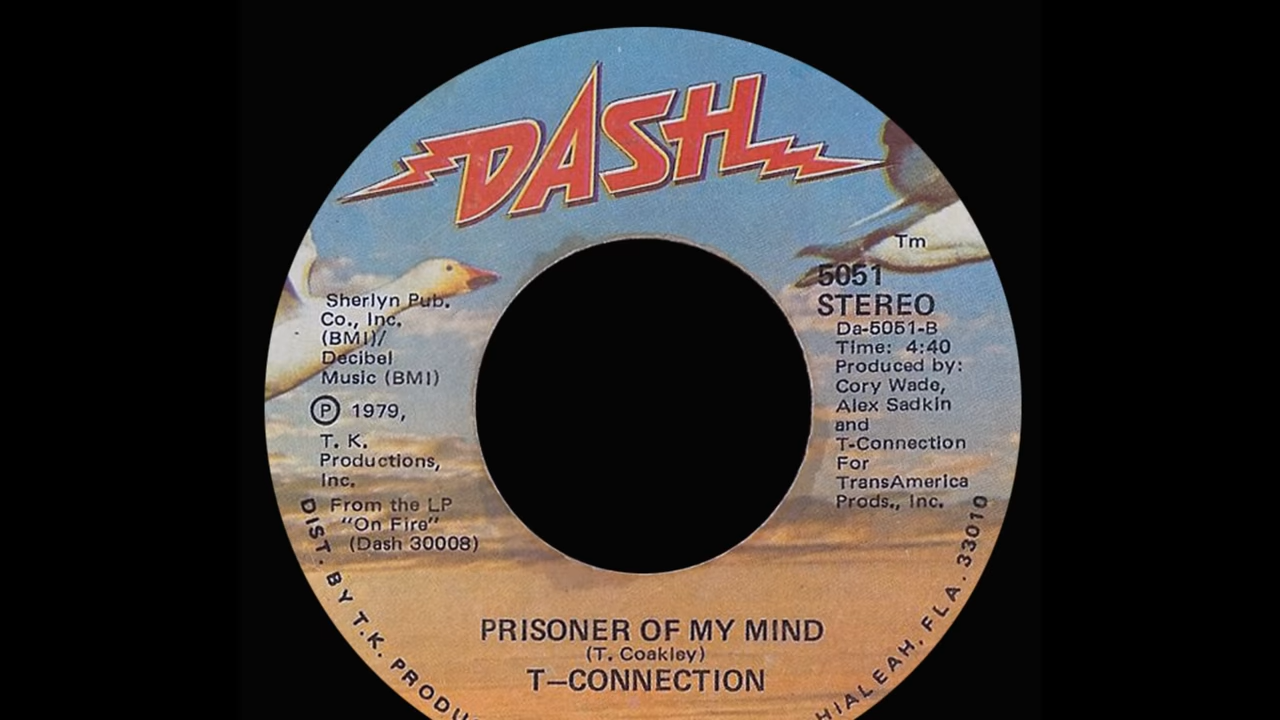 DASH
Tm
Sherlyn Pub.
Co., Inc.
(BMI)/
Decibel
Music (BMI)
P 1979,
T. K.
Productions,
Inc.
From the LP
"On Fire"
(Dash 30008)
5051
STEREO
Da-5051-B
Time: 4:40
Produced by:
Cory Wade,
Alex Sadkin
and
T-Connection
For
TransAmerica
Prods., Inc.
PRISONER OF MY MIND
(T. Coakley)
T–CONNECTION
DIST. BY T.K. PRODU
HIALEAH, FLA. 33010